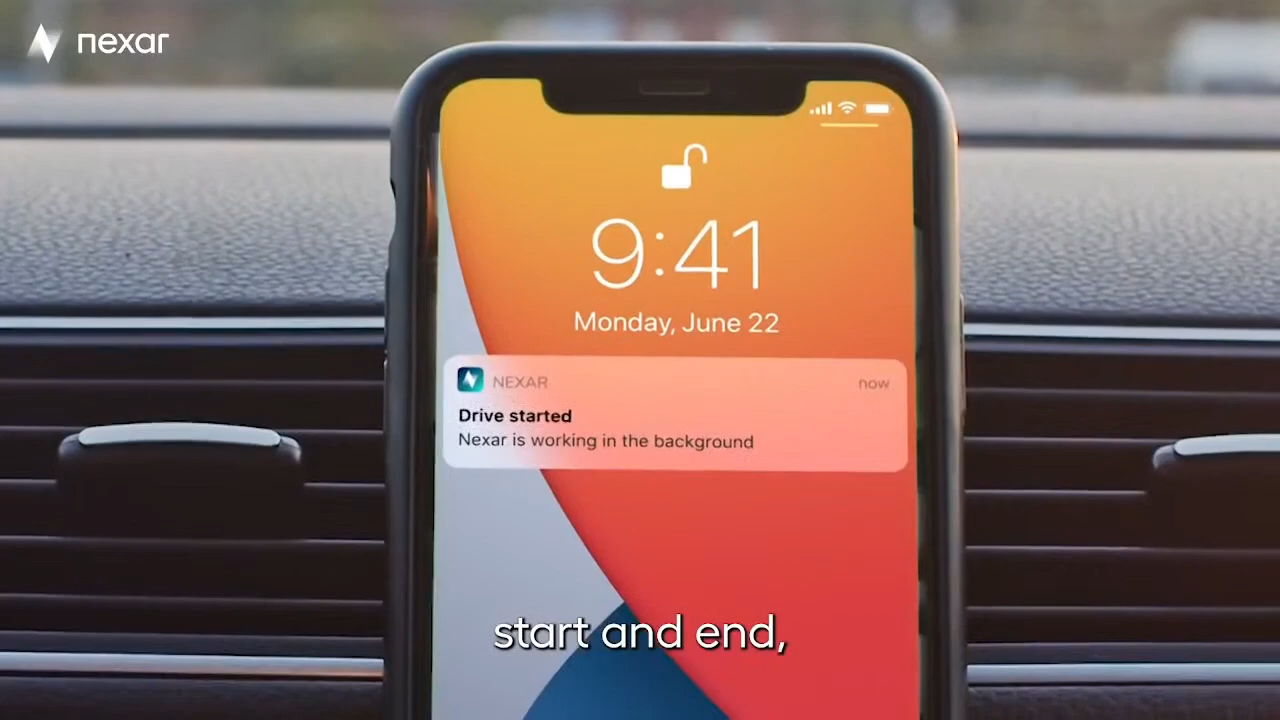 nexar
9:41
Monday, June 22
NEXAR
now
Drive started
Nexar is working in the background
start and end,